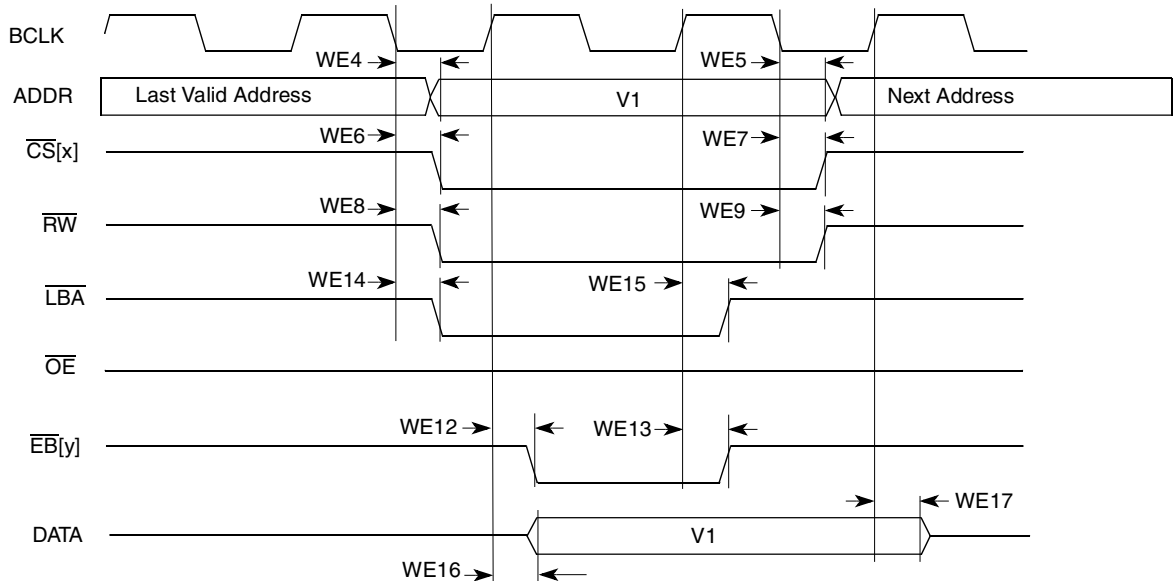 BCLK
WE4
WE5
ADDR
Last Valid Address
V1
Next Address
WE6
WE7
CS[x]
WE8
WE9
RW
WE14
WE15
LBA
OE
WE12
WE13
EB[y]
WE17
DATA
V1
WE16